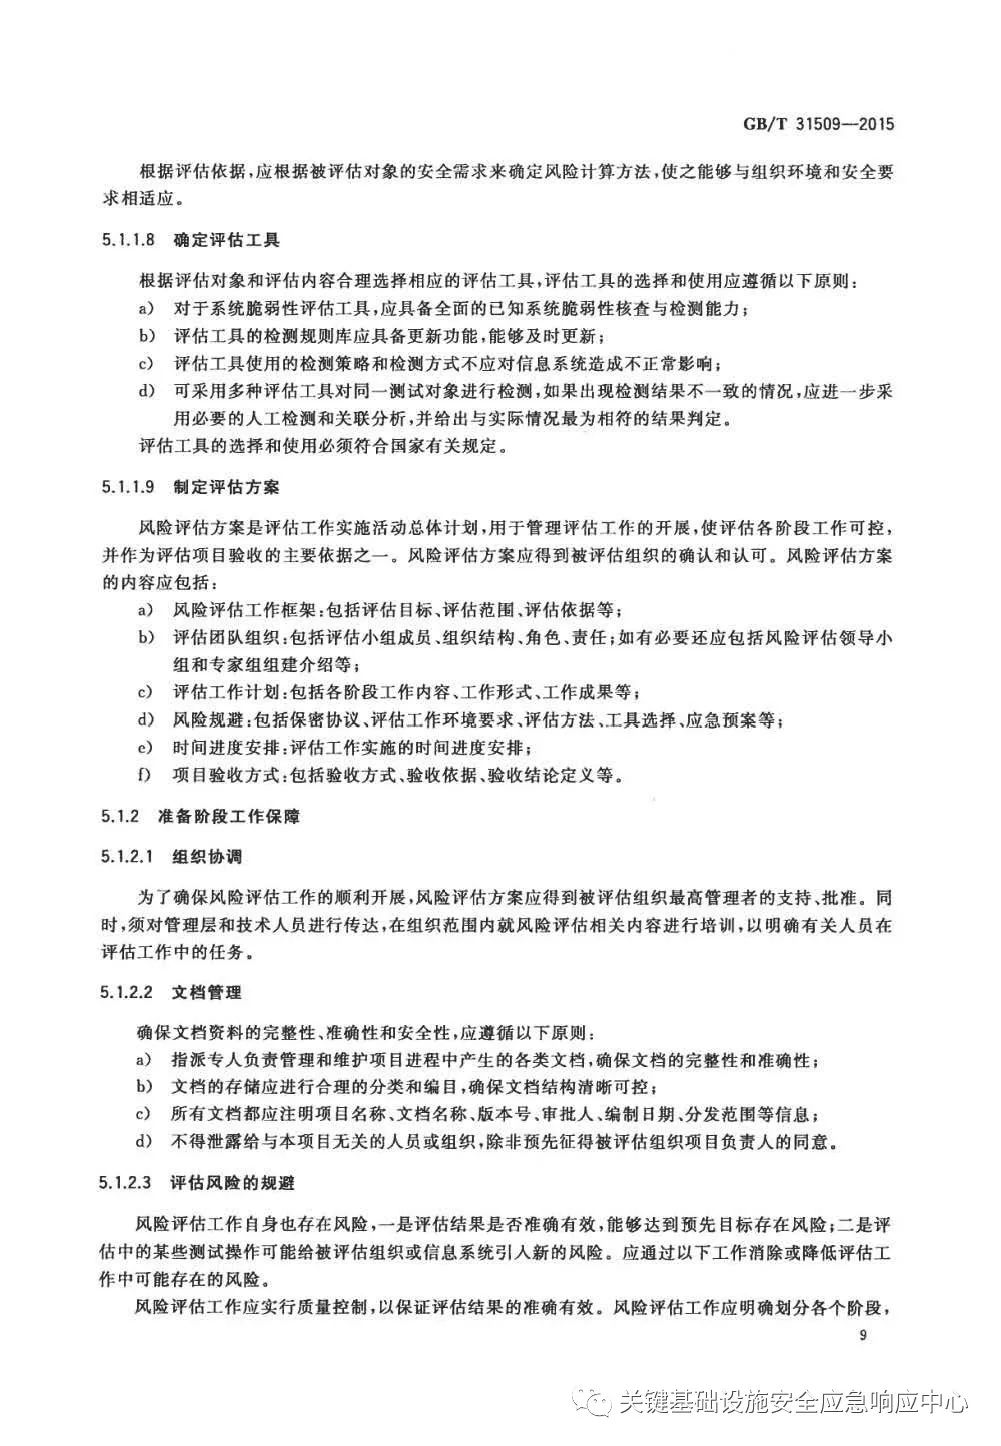 GB/T 31509—2015
根据评估依据,应根据被评估对象的安全需求来确定风险计算方法,使之能够与组织环境和安全要
求相适应。
5.1.1.8 确定评估工具
根据评估对象和评估内容合理选择相应的评估工具,评估工具的选择和使用应遵循以下原则:
a) 对于系统脆弱性评估工具,应具备全面的已知系统脆弱性核查与检测能力;
b) 评估工具的检测规则库应具备更新功能,能够及时更新;
c) 评估工具使用的检测策略和检测方式不应对信息系统造成不正常影响;
d) 可采用多种评估工具对同一测试对象进行检测,如果出现检测结果不一致的情况,应进一步采
用必要的人工检测和关联分析,并给出与实际情况最为相符的结果判定。
评估工具的选择和使用必须符合国家有关规定。
5.1.1.9 制定评估方案
风险评估方案是评估工作实施活动总体计划,用于管理评估工作的开展,使评估各阶段工作可控,
并作为评估项目验收的主要依据之一。风险评估方案应得到被评估组织的确认和认可。风险评估方案
的内容应包括:
a) 风险评估工作框架:包括评估目标、评估范围、评估依据等;
b) 评估团队组织:包括评估小组成员、组织结构、角色、责任;如有必要还应包括风险评估领导小
组和专家组组建介绍等;
c) 评估工作计划:包括各阶段工作内容、工作形式、工作成果等;
d) 风险规避:包括保密协议、评估工作环境要求、评估方法、工具选择、应急预案等;
e) 时间进度安排:评估工作实施的时间进度安排;
f) 项目验收方式:包括验收方式、验收依据、验收结论定义等。
5.1.2 准备阶段工作保障
5.1.2.1 组织协调
为了确保风险评估工作的顺利开展,风险评估方案应得到被评估组织最高管理者的支持、批准。同
时,须对管理层和技术人员进行传达,在组织范围内就风险评估相关内容进行培训,以明确有关人员在
评估工作中的任务。
5.1.2.2 文档管理
确保文档资料的完整性、准确性和安全性,应遵循以下原则:
a) 指派专人负责管理和维护项目进程中产生的各类文档,确保文档的完整性和准确性;
b) 文档的存储应进行合理的分类和编目,确保文档结构清晰可控;
c) 所有文档都应注明项目名称、文档名称、版本号、审批人、编制日期、分发范围等信息;
d) 不得泄露给与本项目无关的人员或组织,除非预先征得被评估组织项目负责人的同意。
5.1.2.3 评估风险的规避
风险评估工作自身也存在风险,一是评估结果是否准确有效,能够达到预先目标存在风险;二是评
估中的某些测试操作可能给被评估组织或信息系统引入新的风险。应通过以下工作消除或降低评估工
作中可能存在的风险。
风险评估工作应实行质量控制,以保证评估结果的准确有效。风险评估工作应明确划分各个阶段,
9
关键基础设施安全应急响应中心